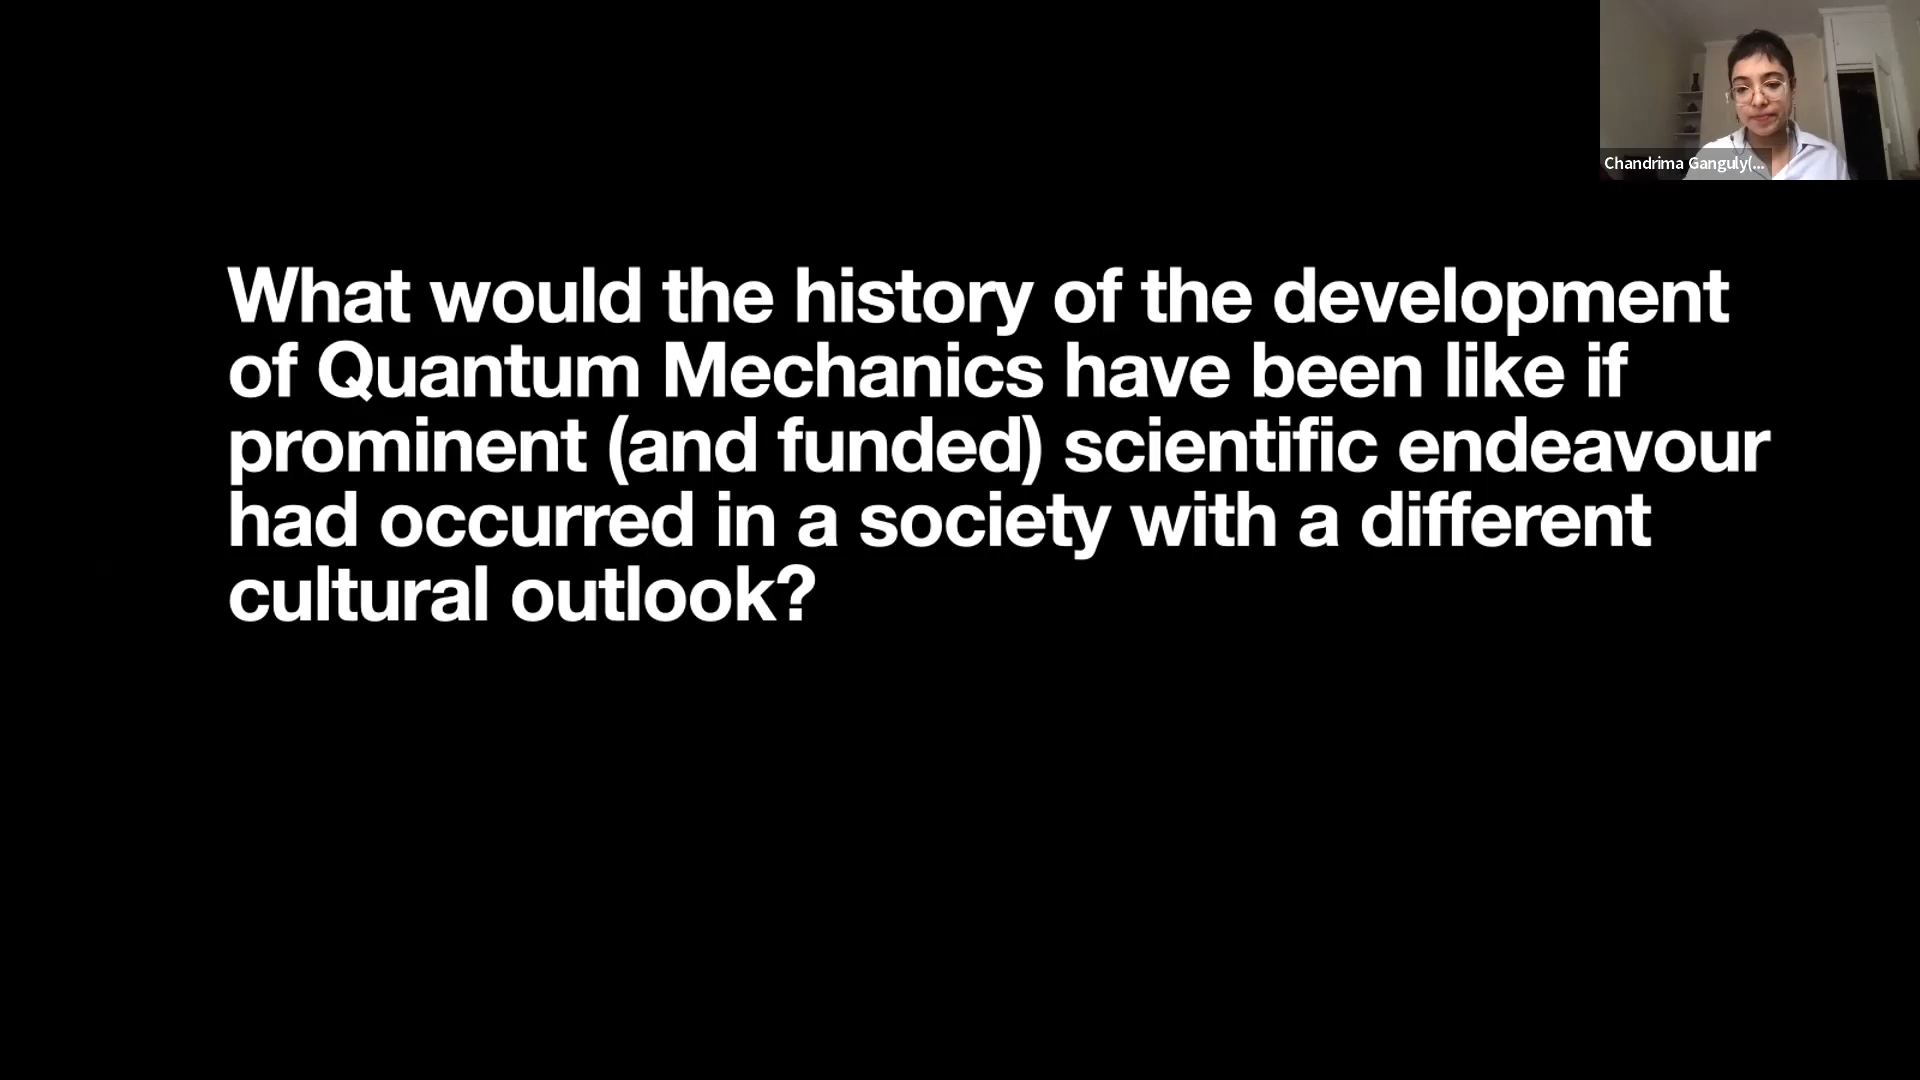 Chandrima Ganguly(...
What would the history of the development
of Quantum Mechanics have been like if
prominent (and funded) scientific endeavour
had occurred in a society with a different
cultural outlook?